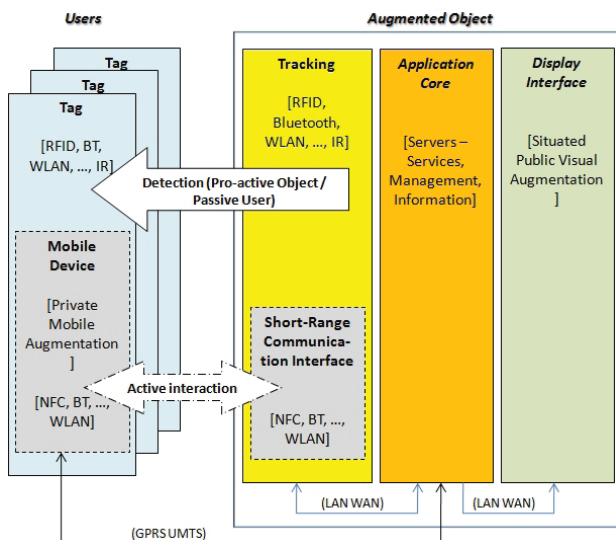 Users
Augmented Object
Tag
Tag
Tag
[RFID, BT,
WLAN, ..., IR]
Mobile
Device
[Private
Mobile
Augmentation
]
[NFC, BT, ...,
WLAN]
Detection (Pro-active Object /
Passive User)
Active interaction
Tracking
[RFID,
Bluetooth,
WLAN, ..., IR]
Short-Range
Communica-
tion Interface
[NFC, BT, ...,
WLAN]
Application
Core
[Servers –
Services,
Management,
Information]
Display
Interface
[Situated
Public Visual
Augmentation
]
(LAN WAN)
(LAN WAN)
(GPRS UMTS)